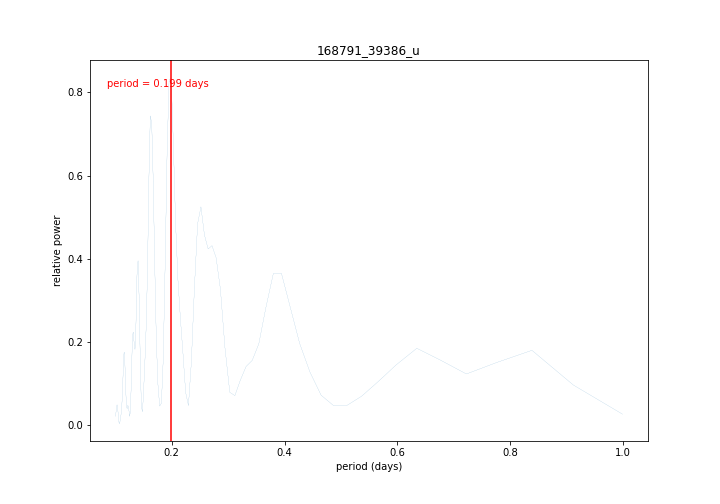 168791_39386_u
period = 0.199 days
relative power
0.8
0.6
0.4
0.2
0.0
0.2 0.4 0.6 0.8 1.0
period (days)